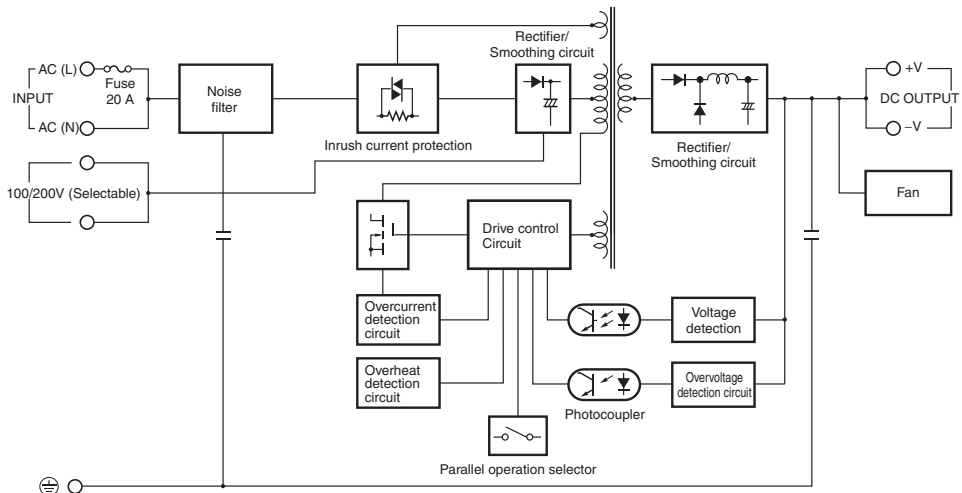 AC (L)
Fuse
20 A
INPUT
AC (N)
100/200V (Selectable)
Noise
filter
Inrush current protection
Rectifier/
Smoothing circuit
Rectifier/
Smoothing circuit
+V
DC OUTPUT
−V
Fan
Drive control
Circuit
Overcurrent
detection
circuit
Overheat
detection
circuit
Voltage
detection
Overvoltage
detection circuit
Photocoupler
Parallel operation selector